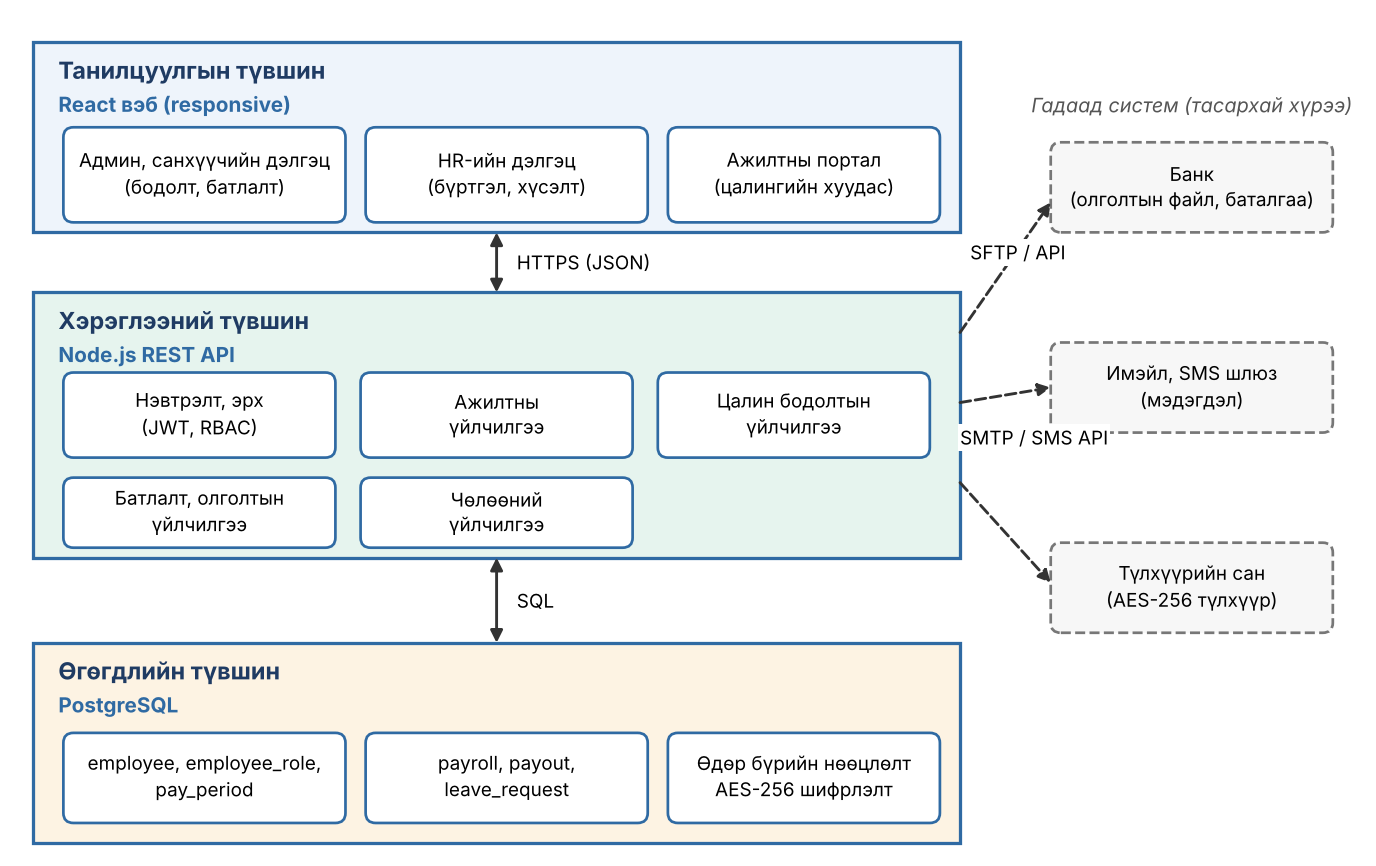 Танилцуулгын түвшин
React вэб (responsive)
Админ, санхүүчийн дэлгэц
(бодолт, батлалт)
HR-ийн дэлгэц
(бүртгэл, хүсэлт)
Ажилтны портал
(цалингийн хуудас)
HTTPS (JSON)
Хэрэглээний түвшин
Node.js REST API
Нэвтрэлт, эрх
(JWT, RBAC)
Ажилтны
үйлчилгээ
Цалин бодолтын
үйлчилгээ
Батлалт, олголтын
үйлчилгээ
Чөлөөний
үйлчилгээ
SQL
Өгөгдлийн түвшин
PostgreSQL
employee, employee_role,
pay_period
payroll, payout,
leave_request
Өдөр бүрийн нөөцлөлт
AES-256 шифрлэлт
Гадаад систем (тасархай хүрээ)
Банк
(олголтын файл, баталгаа)
SFTP / API
Имэйл, SMS шлюз
(мэдэгдэл)
SMTP / SMS API
Түлхүүрийн сан
(AES-256 түлхүүр)